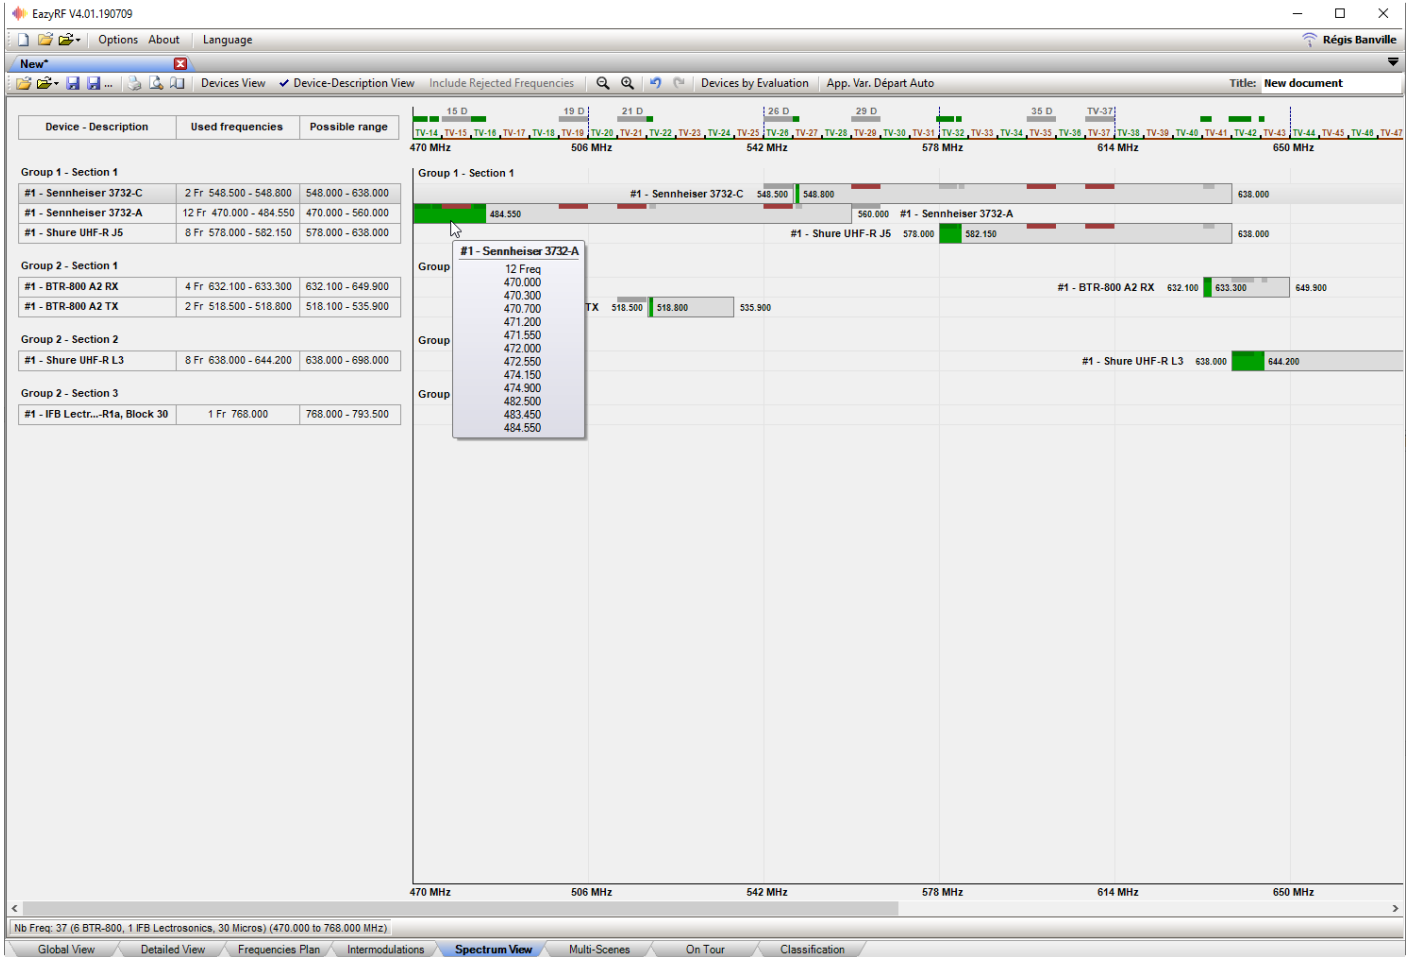 EazyRF V4.01.190709
Options About Language
Régis Banville
New*
Devices View ✔ Device-Description View Include Rejected Frequencies Devices by Evaluation App. Var. Départ Auto Title: New document
15 D 19 D 21 D 26 D 29 D 35 D TV-37
Device - Description Used frequencies Possible range
TV-14 TV-15 TV-16 TV-17 TV-18 TV-19 TV-20 TV-21 TV-22 TV-23 TV-24 TV-25 TV-26 TV-27 TV-28 TV-29 TV-30 TV-31 TV-32 TV-33 TV-34 TV-35 TV-36 TV-37 TV-38 TV-39 TV-40 TV-41 TV-42 TV-43 TV-44 TV-45 TV-46 TV-47
470 MHz 506 MHz 542 MHz 578 MHz 614 MHz 650 MHz
Group 1 - Section 1 Group 1 - Section 1
#1 - Sennheiser 3732-C 2 Fr 548.500 - 548.800 548.000 - 638.000 #1 - Sennheiser 3732-C 548.500 548.800 638.000
#1 - Sennheiser 3732-A 12 Fr 470.000 - 484.550 470.000 - 560.000 484.550 560.000 #1 - Sennheiser 3732-A
#1 - Shure UHF-R J5 8 Fr 578.000 - 582.150 578.000 - 638.000 #1 - Shure UHF-R J5 578.000 582.150 638.000
Group 2 - Section 1 Group
#1 - BTR-800 A2 RX 4 Fr 632.100 - 633.300 632.100 - 649.900 #1 - BTR-800 A2 RX 632.100 633.300 649.900
#1 - BTR-800 A2 TX 2 Fr 518.500 - 518.800 518.100 - 535.900 TX 518.500 518.800 535.900
Group 2 - Section 2 Group
#1 - Shure UHF-R L3 8 Fr 638.000 - 644.200 638.000 - 698.000 #1 - Shure UHF-R L3 638.000 644.200
Group 2 - Section 3 Group
#1 - IFB Lectr...-R1a, Block 30 1 Fr 768.000 768.000 - 793.500
#1 - Sennheiser 3732-A
12 Freq
470.000
470.300
470.700
471.200
471.550
472.000
472.550
474.150
474.900
482.500
483.450
484.550
470 MHz 506 MHz 542 MHz 578 MHz 614 MHz 650 MHz
Nb Freq: 37 (6 BTR-800, 1 IFB Lectrosonics, 30 Micros) (470.000 to 768.000 MHz)
Global View Detailed View Frequencies Plan Intermodulations Spectrum View Multi-Scenes On Tour Classification